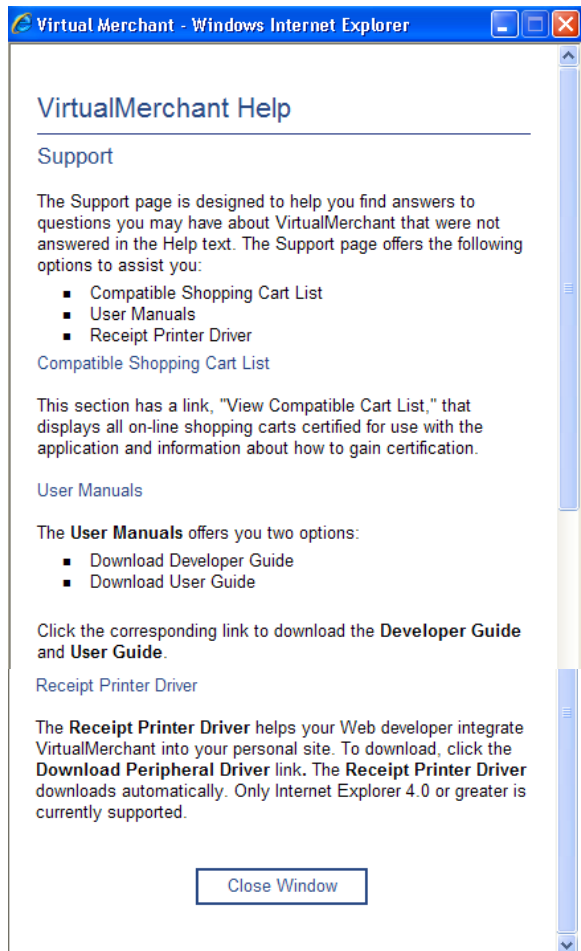 Virtual Merchant - Windows Internet Explorer
VirtualMerchant Help
Support
The Support page is designed to help you find answers to
questions you may have about VirtualMerchant that were not
answered in the Help text. The Support page offers the following
options to assist you:
▪ Compatible Shopping Cart List
▪ User Manuals
▪ Receipt Printer Driver
Compatible Shopping Cart List
This section has a link, "View Compatible Cart List," that
displays all on-line shopping carts certified for use with the
application and information about how to gain certification.
User Manuals
The User Manuals offers you two options:
▪ Download Developer Guide
▪ Download User Guide
Click the corresponding link to download the Developer Guide
and User Guide.
Receipt Printer Driver
The Receipt Printer Driver helps your Web developer integrate
VirtualMerchant into your personal site. To download, click the
Download Peripheral Driver link. The Receipt Printer Driver
downloads automatically. Only Internet Explorer 4.0 or greater is
currently supported.
Close Window